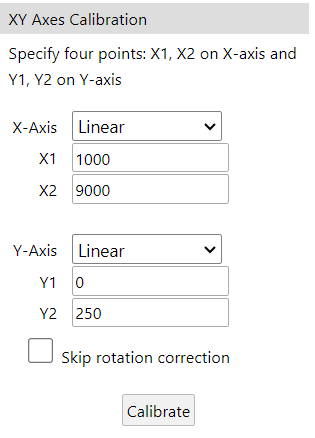 XY Axes Calibration
Specify four points: X1, X2 on X-axis and
Y1, Y2 on Y-axis
X-Axis Linear
X1 1000
X2 9000
Y-Axis Linear
Y1 0
Y2 250
Skip rotation correction
Calibrate